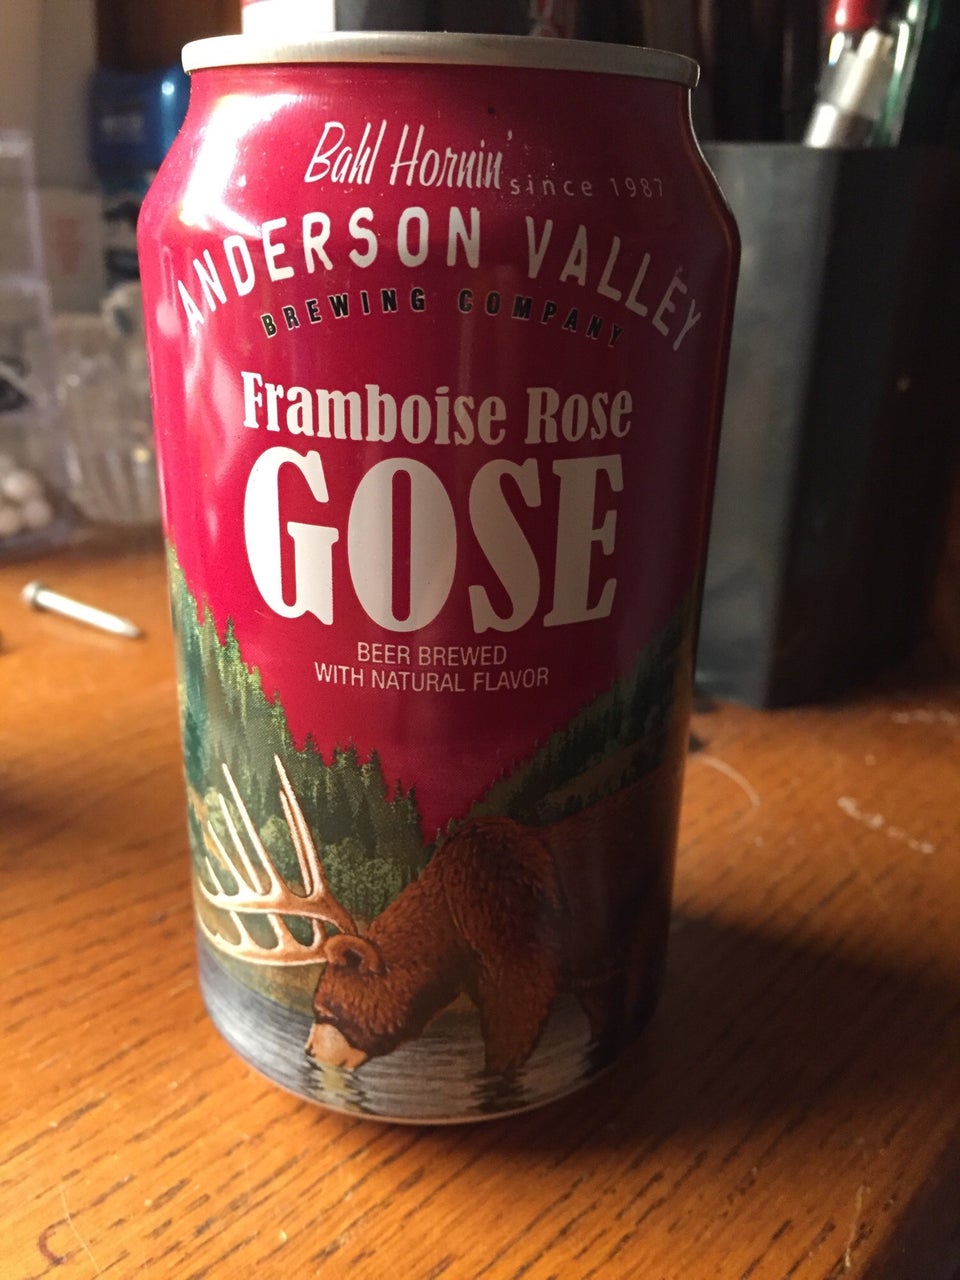 Bahl Hornin'
since 1987
ANDERSON VALLEY
BREWING COMPANY
Framboise Rose
GOSE
BEER BREWED
WITH NATURAL FLAVOR